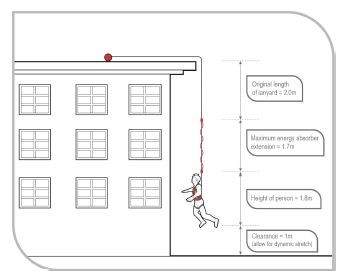 Original length
of lanyard = 2.0m
Maximum energy absorber
extension = 1.7m
Height of person = 1.8m
Clearance = 1m
(allow for dynamic stretch)